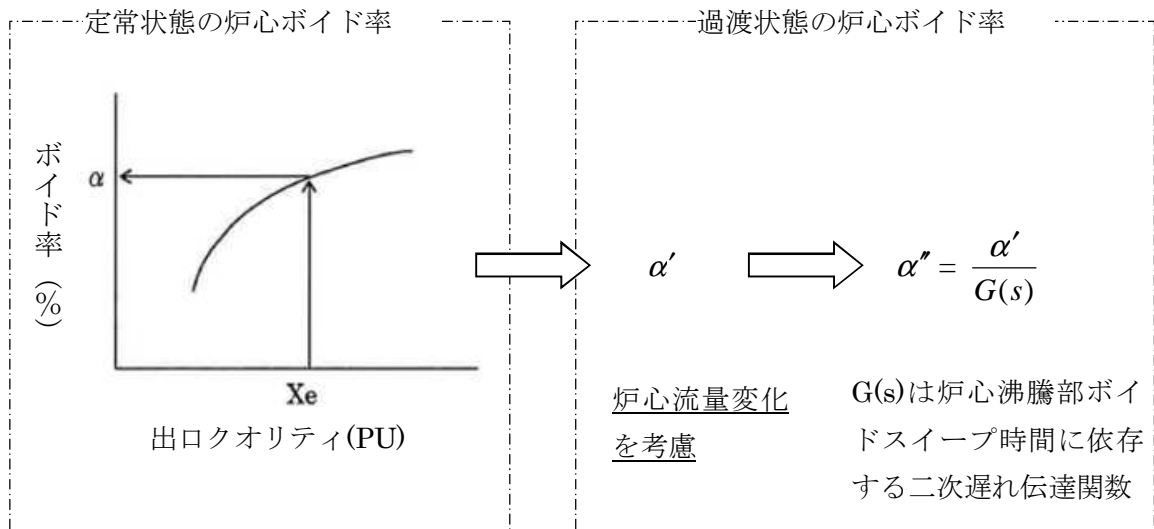 定常状態の炉心ボイド率
ボイド率(%)
α
Xe
出口クオリティ(PU)
過渡状態の炉心ボイド率
α′
α″ = α′ / G(s)
炉心流量変化
を考慮
G(s)は炉心沸騰部ボイ
ドスイープ時間に依存
する二次遅れ伝達関数